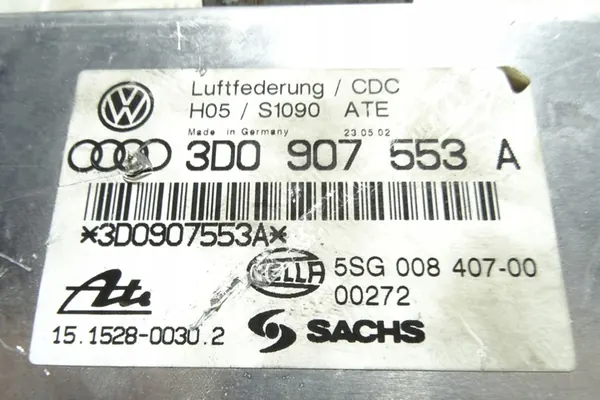 Luftfederung / CDC
H05 / S1090 ATE
Made in Germany 23.05.02
3D0 907 553 A
*3D0907553A*
HELLA 5SG 008 407-00
00272
Ate
15.1528-0030.2 SACHS